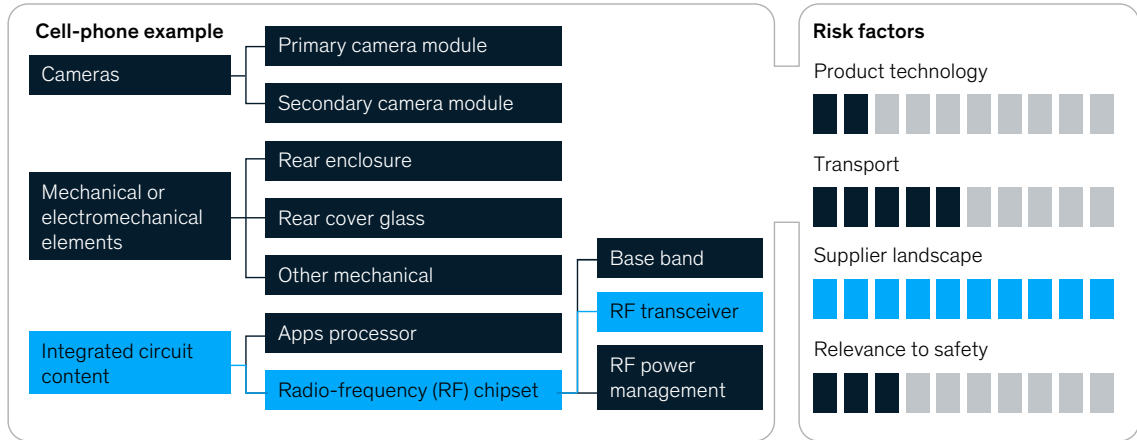 Cell-phone example
Cameras
Primary camera module
Secondary camera module
Mechanical or
electromechanical
elements
Rear enclosure
Rear cover glass
Other mechanical
Integrated circuit
content
Apps processor
Radio-frequency (RF) chipset
Base band
RF transceiver
RF power
management
Risk factors
Product technology
Transport
Supplier landscape
Relevance to safety